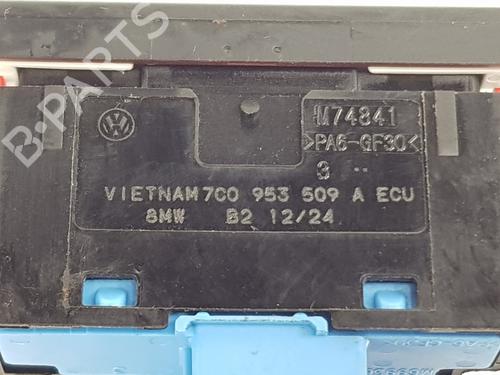 B-PARTS
M74841
>PA6-GF30<
3 ..
VIETNAM 7C0 953 509 A ECU
8MW B2 12/24